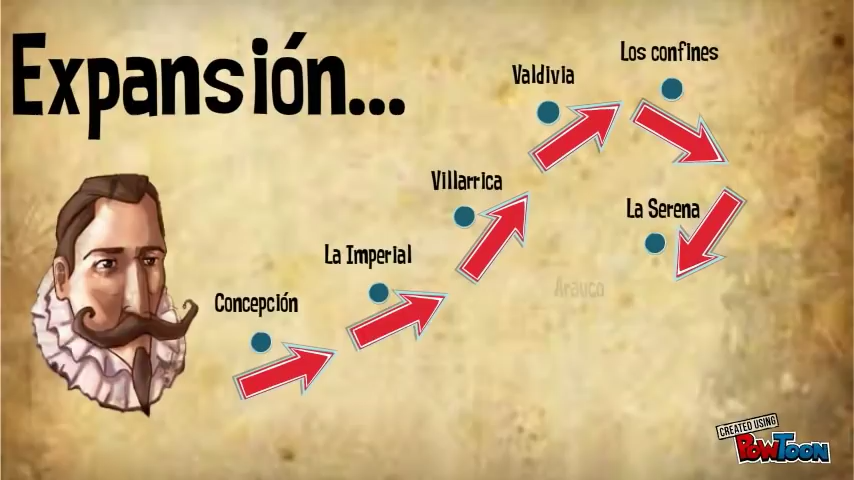 Expansión...
Los confines
Valdivia
Villarrica
La Serena
La Imperial
Arauco
Concepción
CREATED USING
POWTOON